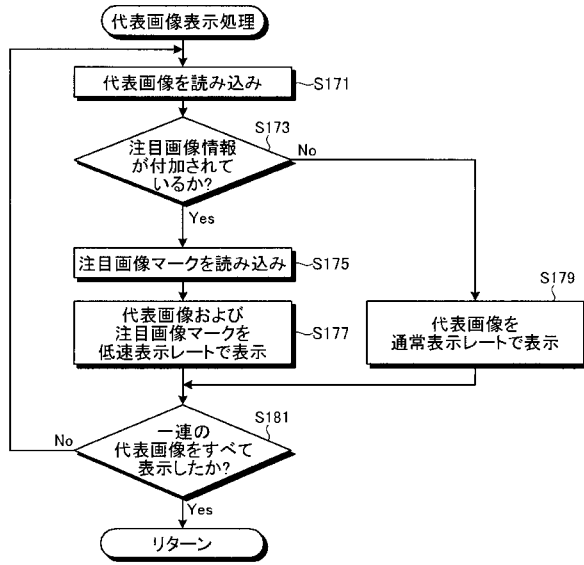 代表画像表示処理
代表画像を読み込み
S171
S173
注目画像情報
が付加されて
いるか?
No
Yes
注目画像マークを読み込み
S175
代表画像および
注目画像マークを
低速表示レートで表示
S177
S179
代表画像を
通常表示レートで表示
S181
一連の
代表画像をすべて
表示したか?
No
Yes
リターン